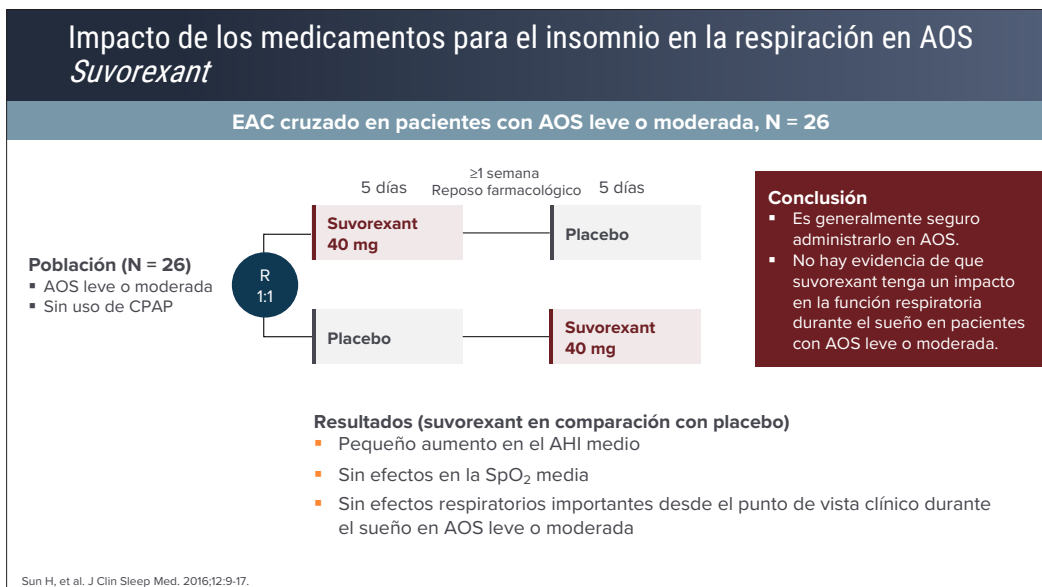 Impacto de los medicamentos para el insomnio en la respiración en AOS
Suvorexant
EAC cruzado en pacientes con AOS leve o moderada, N = 26
5 días
≥1 semana
Reposo farmacológico
5 días
Población (N = 26)
▪ AOS leve o moderada
▪ Sin uso de CPAP
R
1:1
Suvorexant
40 mg
Placebo
Placebo
Suvorexant
40 mg
Conclusión
▪ Es generalmente seguro
administrarlo en AOS.
▪ No hay evidencia de que
suvorexant tenga un impacto
en la función respiratoria
durante el sueño en pacientes
con AOS leve o moderada.
Resultados (suvorexant en comparación con placebo)
▪ Pequeño aumento en el AHI medio
▪ Sin efectos en la SpO₂ media
▪ Sin efectos respiratorios importantes desde el punto de vista clínico durante
el sueño en AOS leve o moderada
Sun H, et al. J Clin Sleep Med. 2016;12:9-17.